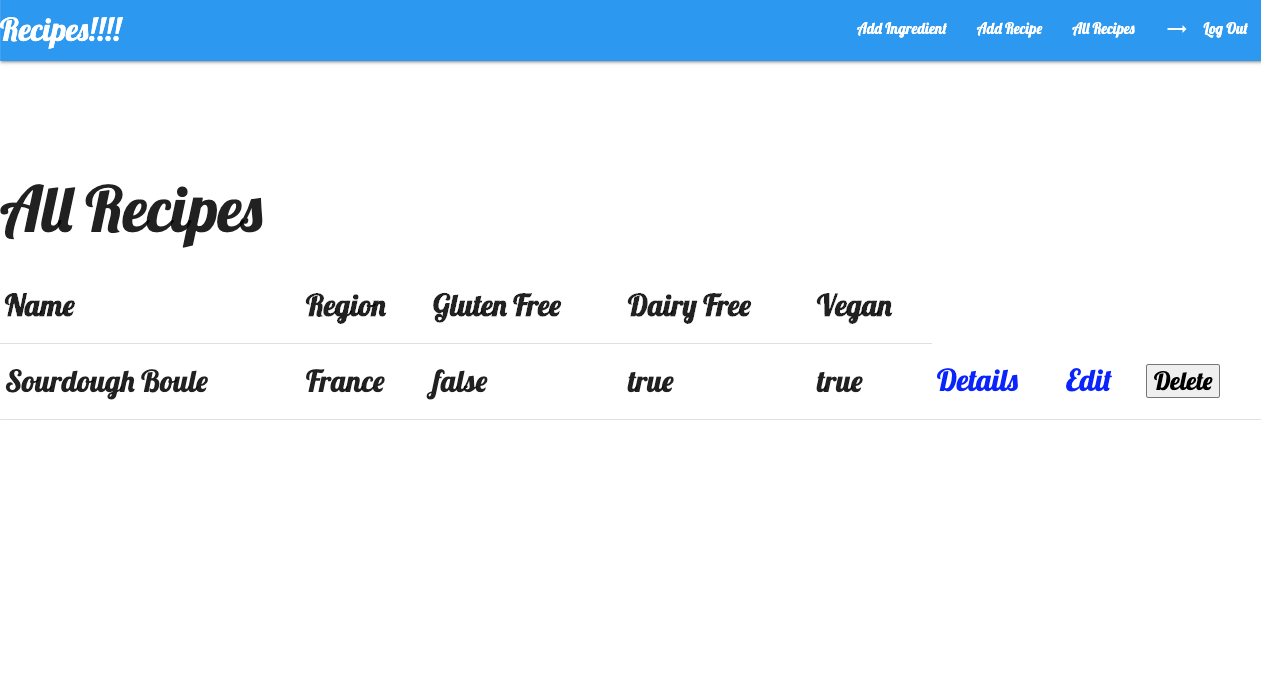 Recipes!!!! Add Ingredient Add Recipe All Recipes → Log Out
All Recipes
Name Region Gluten Free Dairy Free Vegan
Sourdough Boule France false true true Details Edit Delete